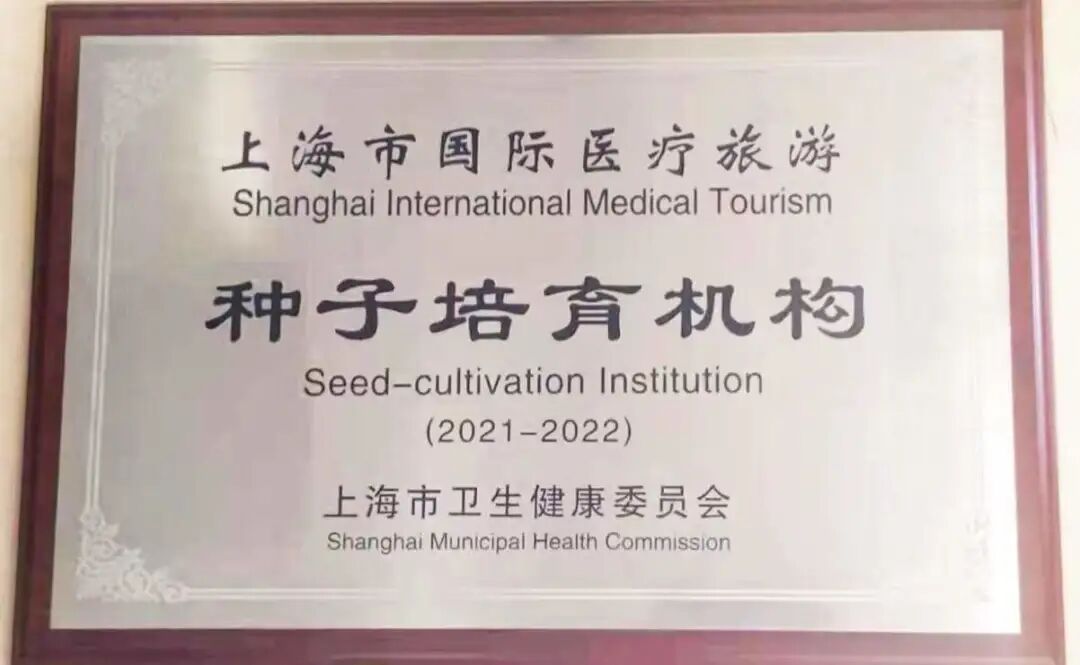 上海市国际医疗旅游
Shanghai International Medical Tourism
种子培育机构
Seed-cultivation Institution
(2021-2022)
上海市卫生健康委员会
Shanghai Municipal Health Commission